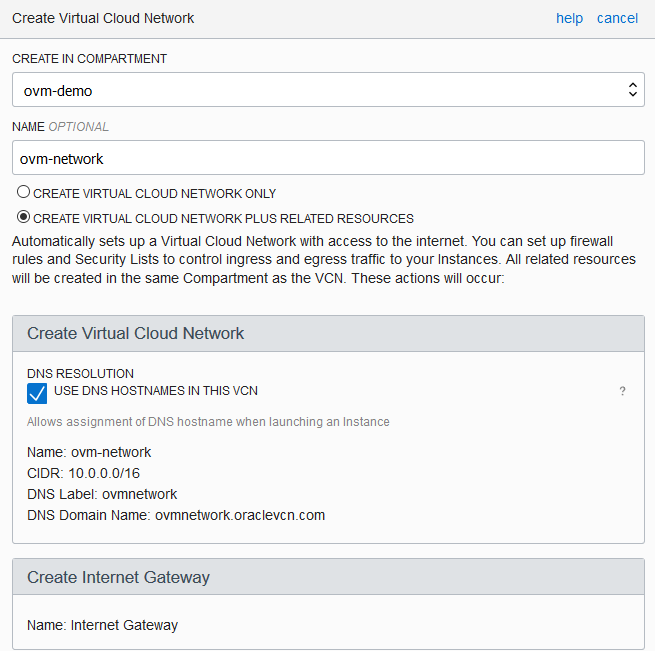 Create Virtual Cloud Network help cancel
CREATE IN COMPARTMENT
ovm-demo
NAME OPTIONAL
ovm-network
CREATE VIRTUAL CLOUD NETWORK ONLY
CREATE VIRTUAL CLOUD NETWORK PLUS RELATED RESOURCES
Automatically sets up a Virtual Cloud Network with access to the internet. You can set up firewall
rules and Security Lists to control ingress and egress traffic to your Instances. All related resources
will be created in the same Compartment as the VCN. These actions will occur:
Create Virtual Cloud Network
DNS RESOLUTION
USE DNS HOSTNAMES IN THIS VCN ?
Allows assignment of DNS hostname when launching an Instance
Name: ovm-network
CIDR: 10.0.0.0/16
DNS Label: ovmnetwork
DNS Domain Name: ovmnetwork.oraclevcn.com
Create Internet Gateway
Name: Internet Gateway